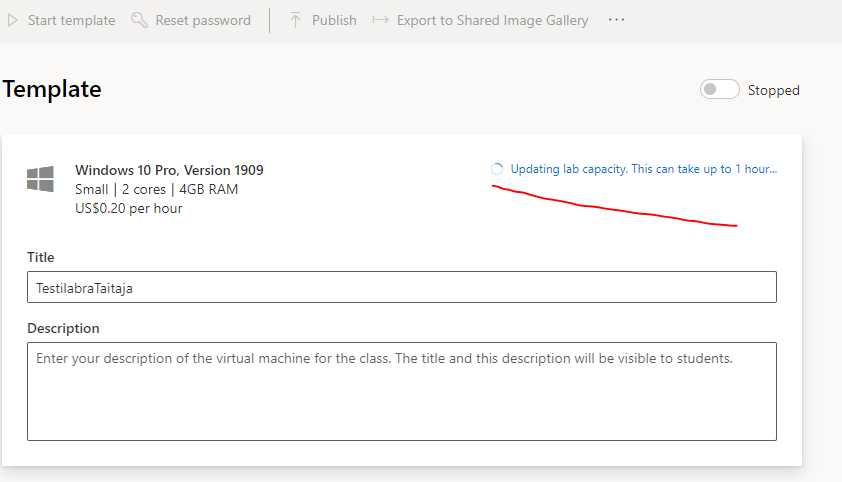 Start template Reset password Publish Export to Shared Image Gallery ...
Template
Stopped
Windows 10 Pro, Version 1909
Updating lab capacity. This can take up to 1 hour...
Small | 2 cores | 4GB RAM
US$0.20 per hour
Title
TestilabraTaitaja
Description
Enter your description of the virtual machine for the class. The title and this description will be visible to students.